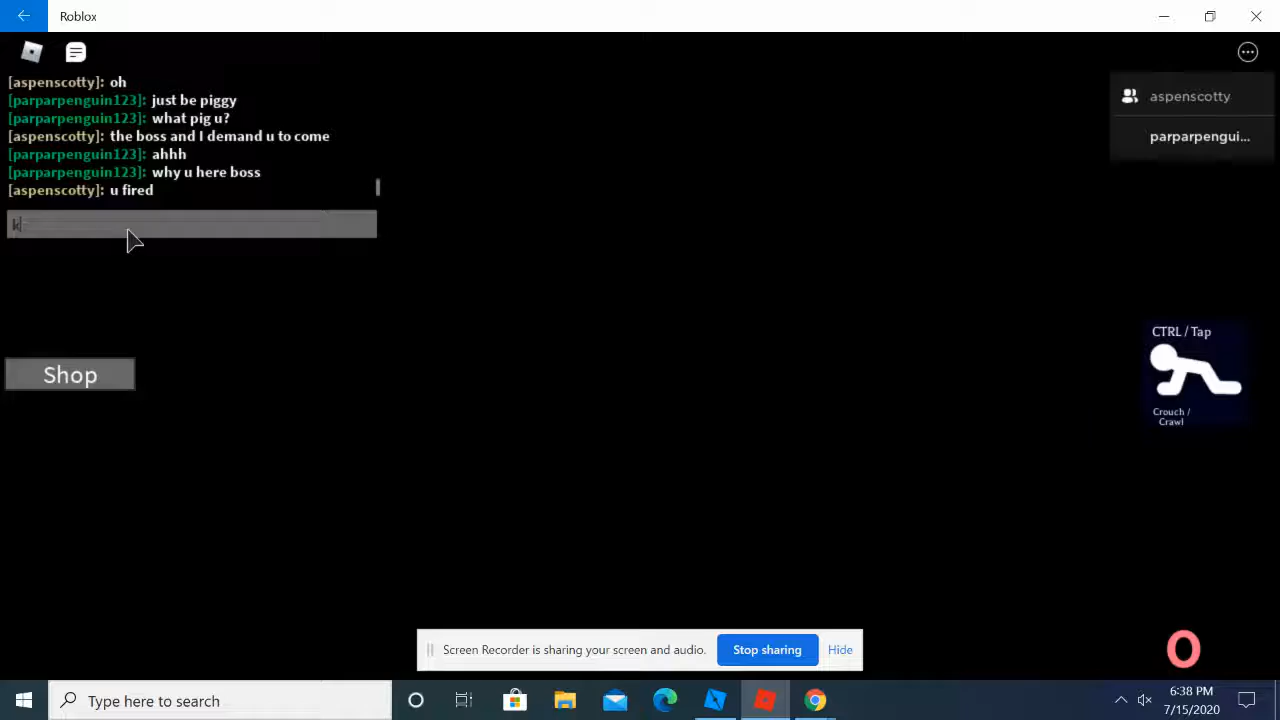 Roblox
[aspenscotty]: oh
[parparpenguin123]: just be piggy
[parparpenguin123]: what pig u?
[aspenscotty]: the boss and I demand u to come
[parparpenguin123]: ahhh
[parparpenguin123]: why u here boss
[aspenscotty]: u fired
k
aspenscotty
parparpengui...
Shop
CTRL / Tap
Crouch /
Crawl
Screen Recorder is sharing your screen and audio.
Stop sharing
Hide
0
Type here to search
6:38 PM
7/15/2020